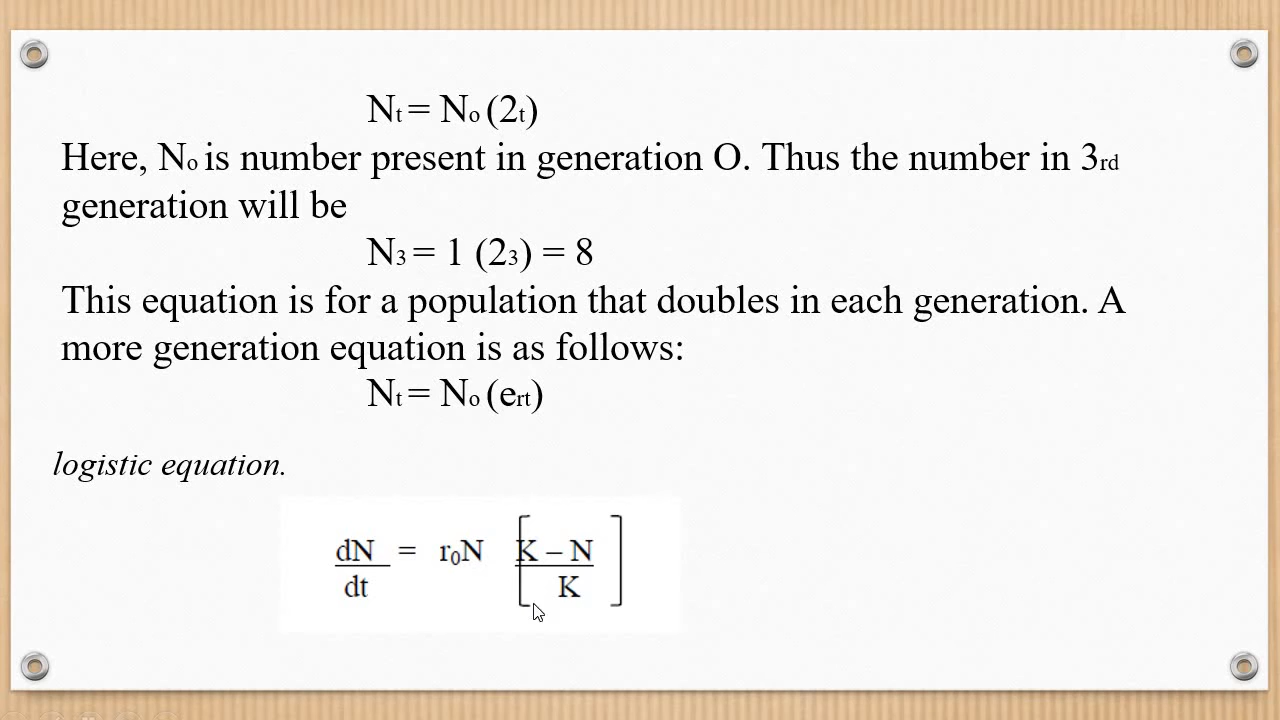 Nt = No (2t)
Here, No is number present in generation O. Thus the number in 3rd
generation will be
N3 = 1 (23) = 8
This equation is for a population that doubles in each generation. A
more generation equation is as follows:
Nt = No (ert)
logistic equation.
dN = r0N [K – N]
dt K